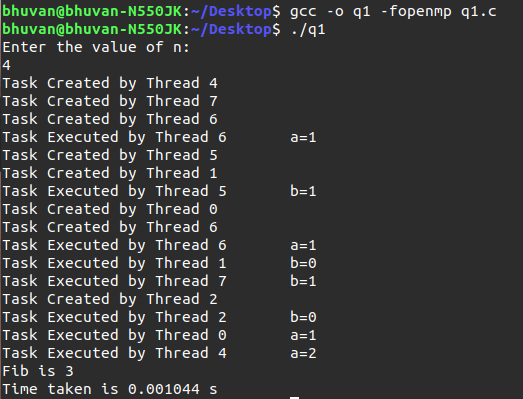 bhuvan@bhuvan-N550JK:~/Desktop$ gcc -o q1 -fopenmp q1.c
bhuvan@bhuvan-N550JK:~/Desktop$ ./q1
Enter the value of n:
4
Task Created by Thread 4
Task Created by Thread 7
Task Created by Thread 6
Task Executed by Thread 6 a=1
Task Created by Thread 5
Task Created by Thread 1
Task Executed by Thread 5 b=1
Task Created by Thread 0
Task Created by Thread 6
Task Executed by Thread 6 a=1
Task Executed by Thread 1 b=0
Task Executed by Thread 7 b=1
Task Created by Thread 2
Task Executed by Thread 2 b=0
Task Executed by Thread 0 a=1
Task Executed by Thread 4 a=2
Fib is 3
Time taken is 0.001044 s